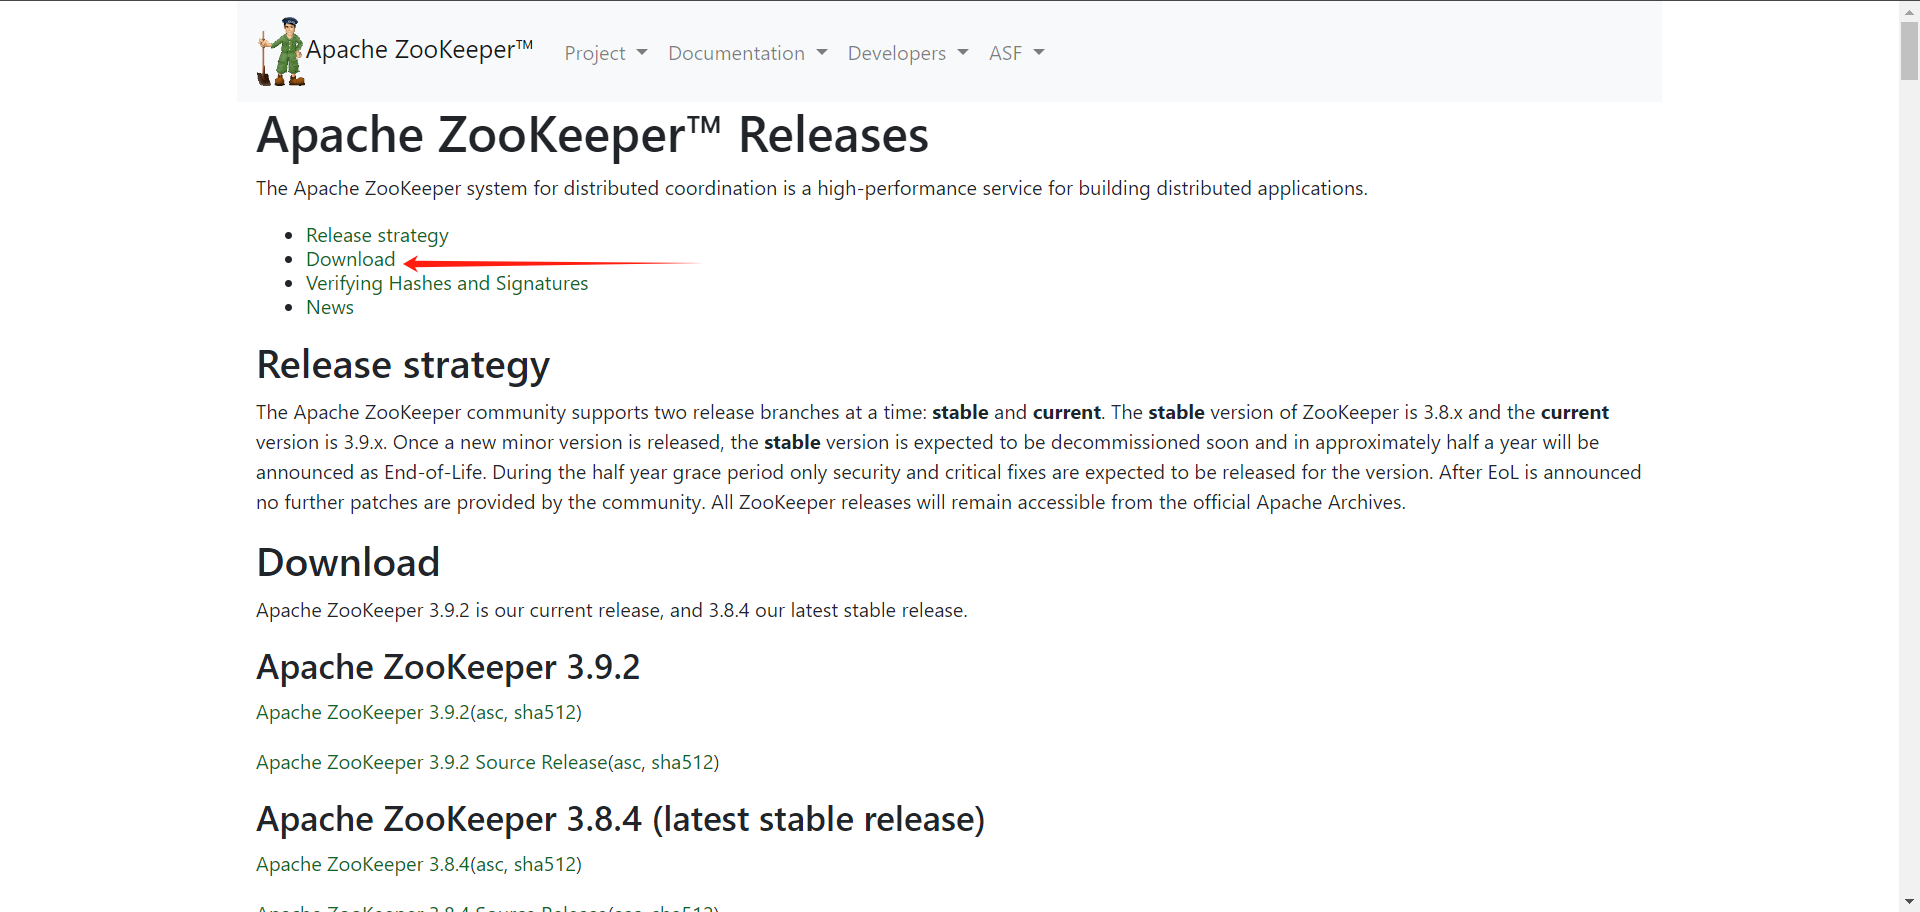 Apache ZooKeeper™
Project
Documentation
Developers
ASF
Apache ZooKeeper™ Releases
The Apache ZooKeeper system for distributed coordination is a high-performance service for building distributed applications.
Release strategy
Download
Verifying Hashes and Signatures
News
Release strategy
The Apache ZooKeeper community supports two release branches at a time: stable and current. The stable version of ZooKeeper is 3.8.x and the current
version is 3.9.x. Once a new minor version is released, the stable version is expected to be decommissioned soon and in approximately half a year will be
announced as End-of-Life. During the half year grace period only security and critical fixes are expected to be released for the version. After EoL is announced
no further patches are provided by the community. All ZooKeeper releases will remain accessible from the official Apache Archives.
Download
Apache ZooKeeper 3.9.2 is our current release, and 3.8.4 our latest stable release.
Apache ZooKeeper 3.9.2
Apache ZooKeeper 3.9.2(asc, sha512)
Apache ZooKeeper 3.9.2 Source Release(asc, sha512)
Apache ZooKeeper 3.8.4 (latest stable release)
Apache ZooKeeper 3.8.4(asc, sha512)
Apache ZooKeeper 3.8.4 Source Release(asc, sha512)